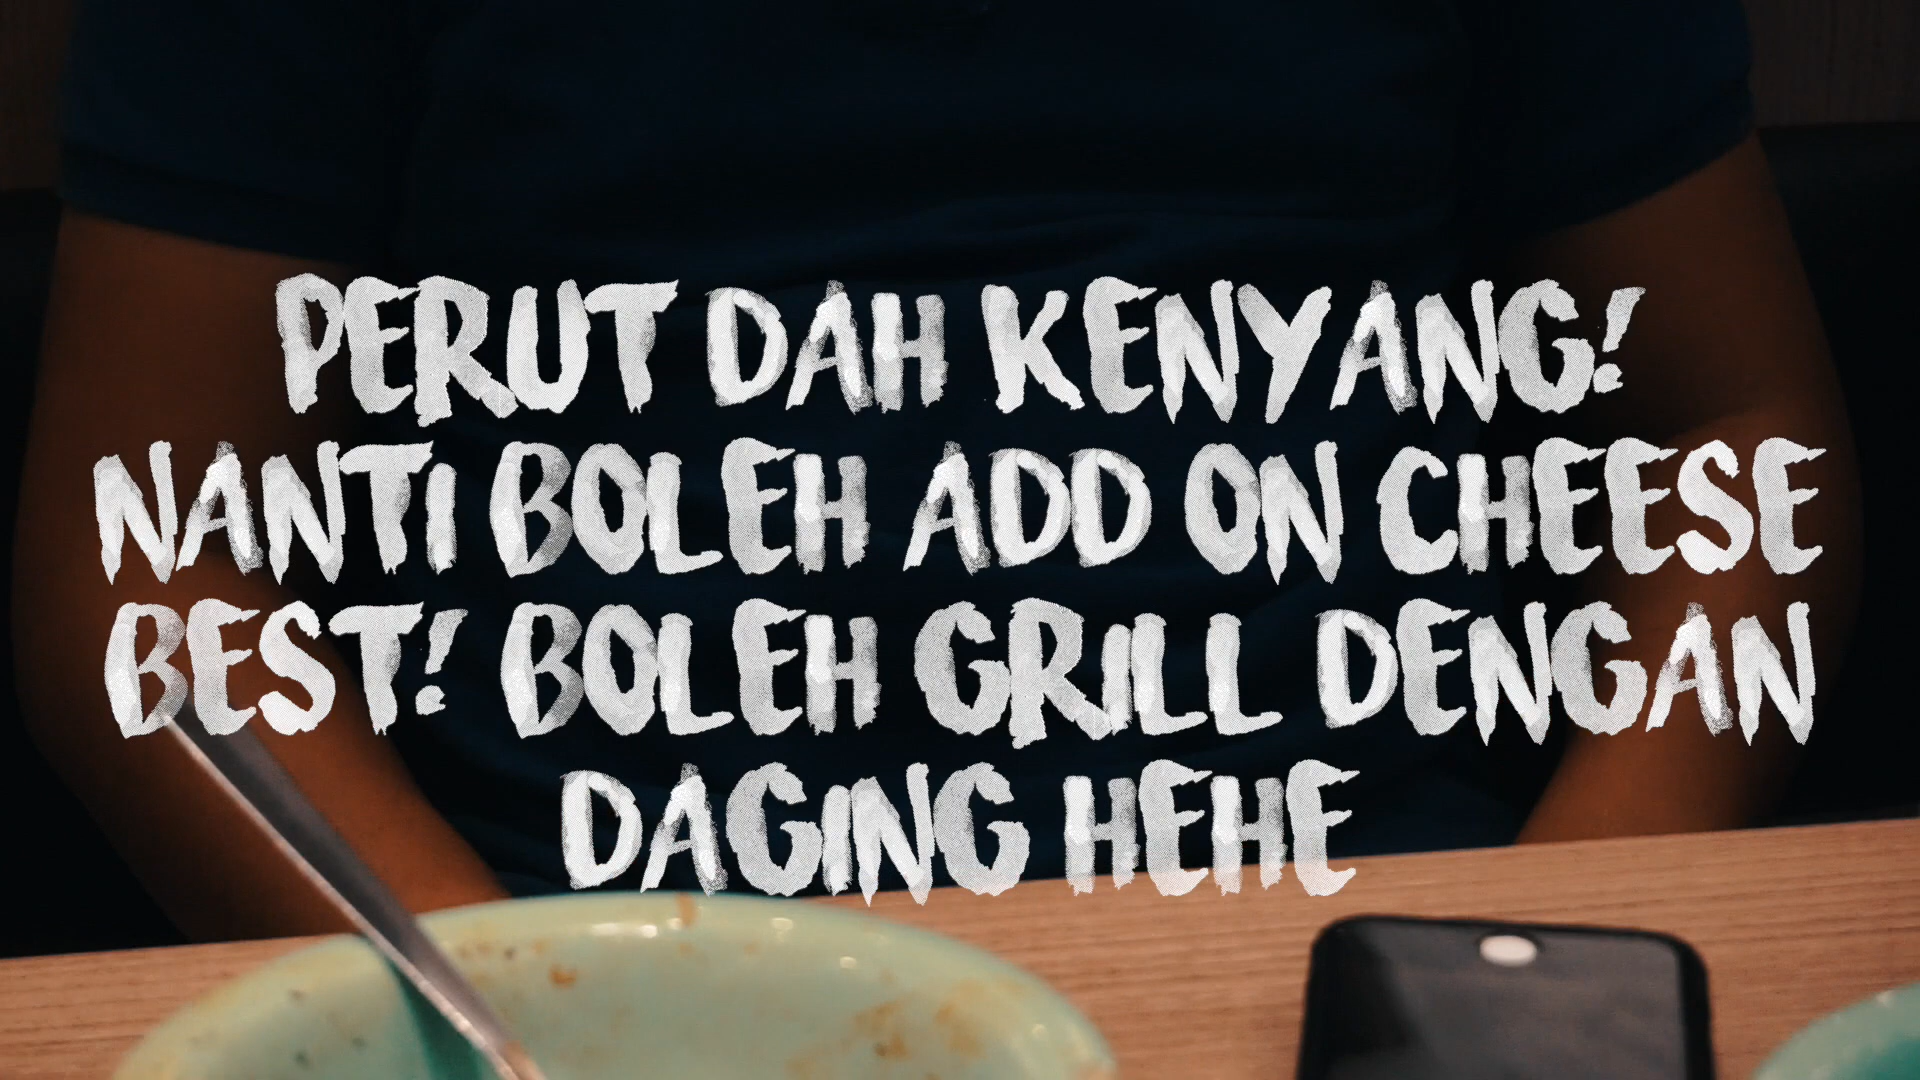 PERUT DAH KENYANG!
NANTI BOLEH ADD ON CHEESE
BEST! BOLEH GRILL DENGAN
DAGING HEHE